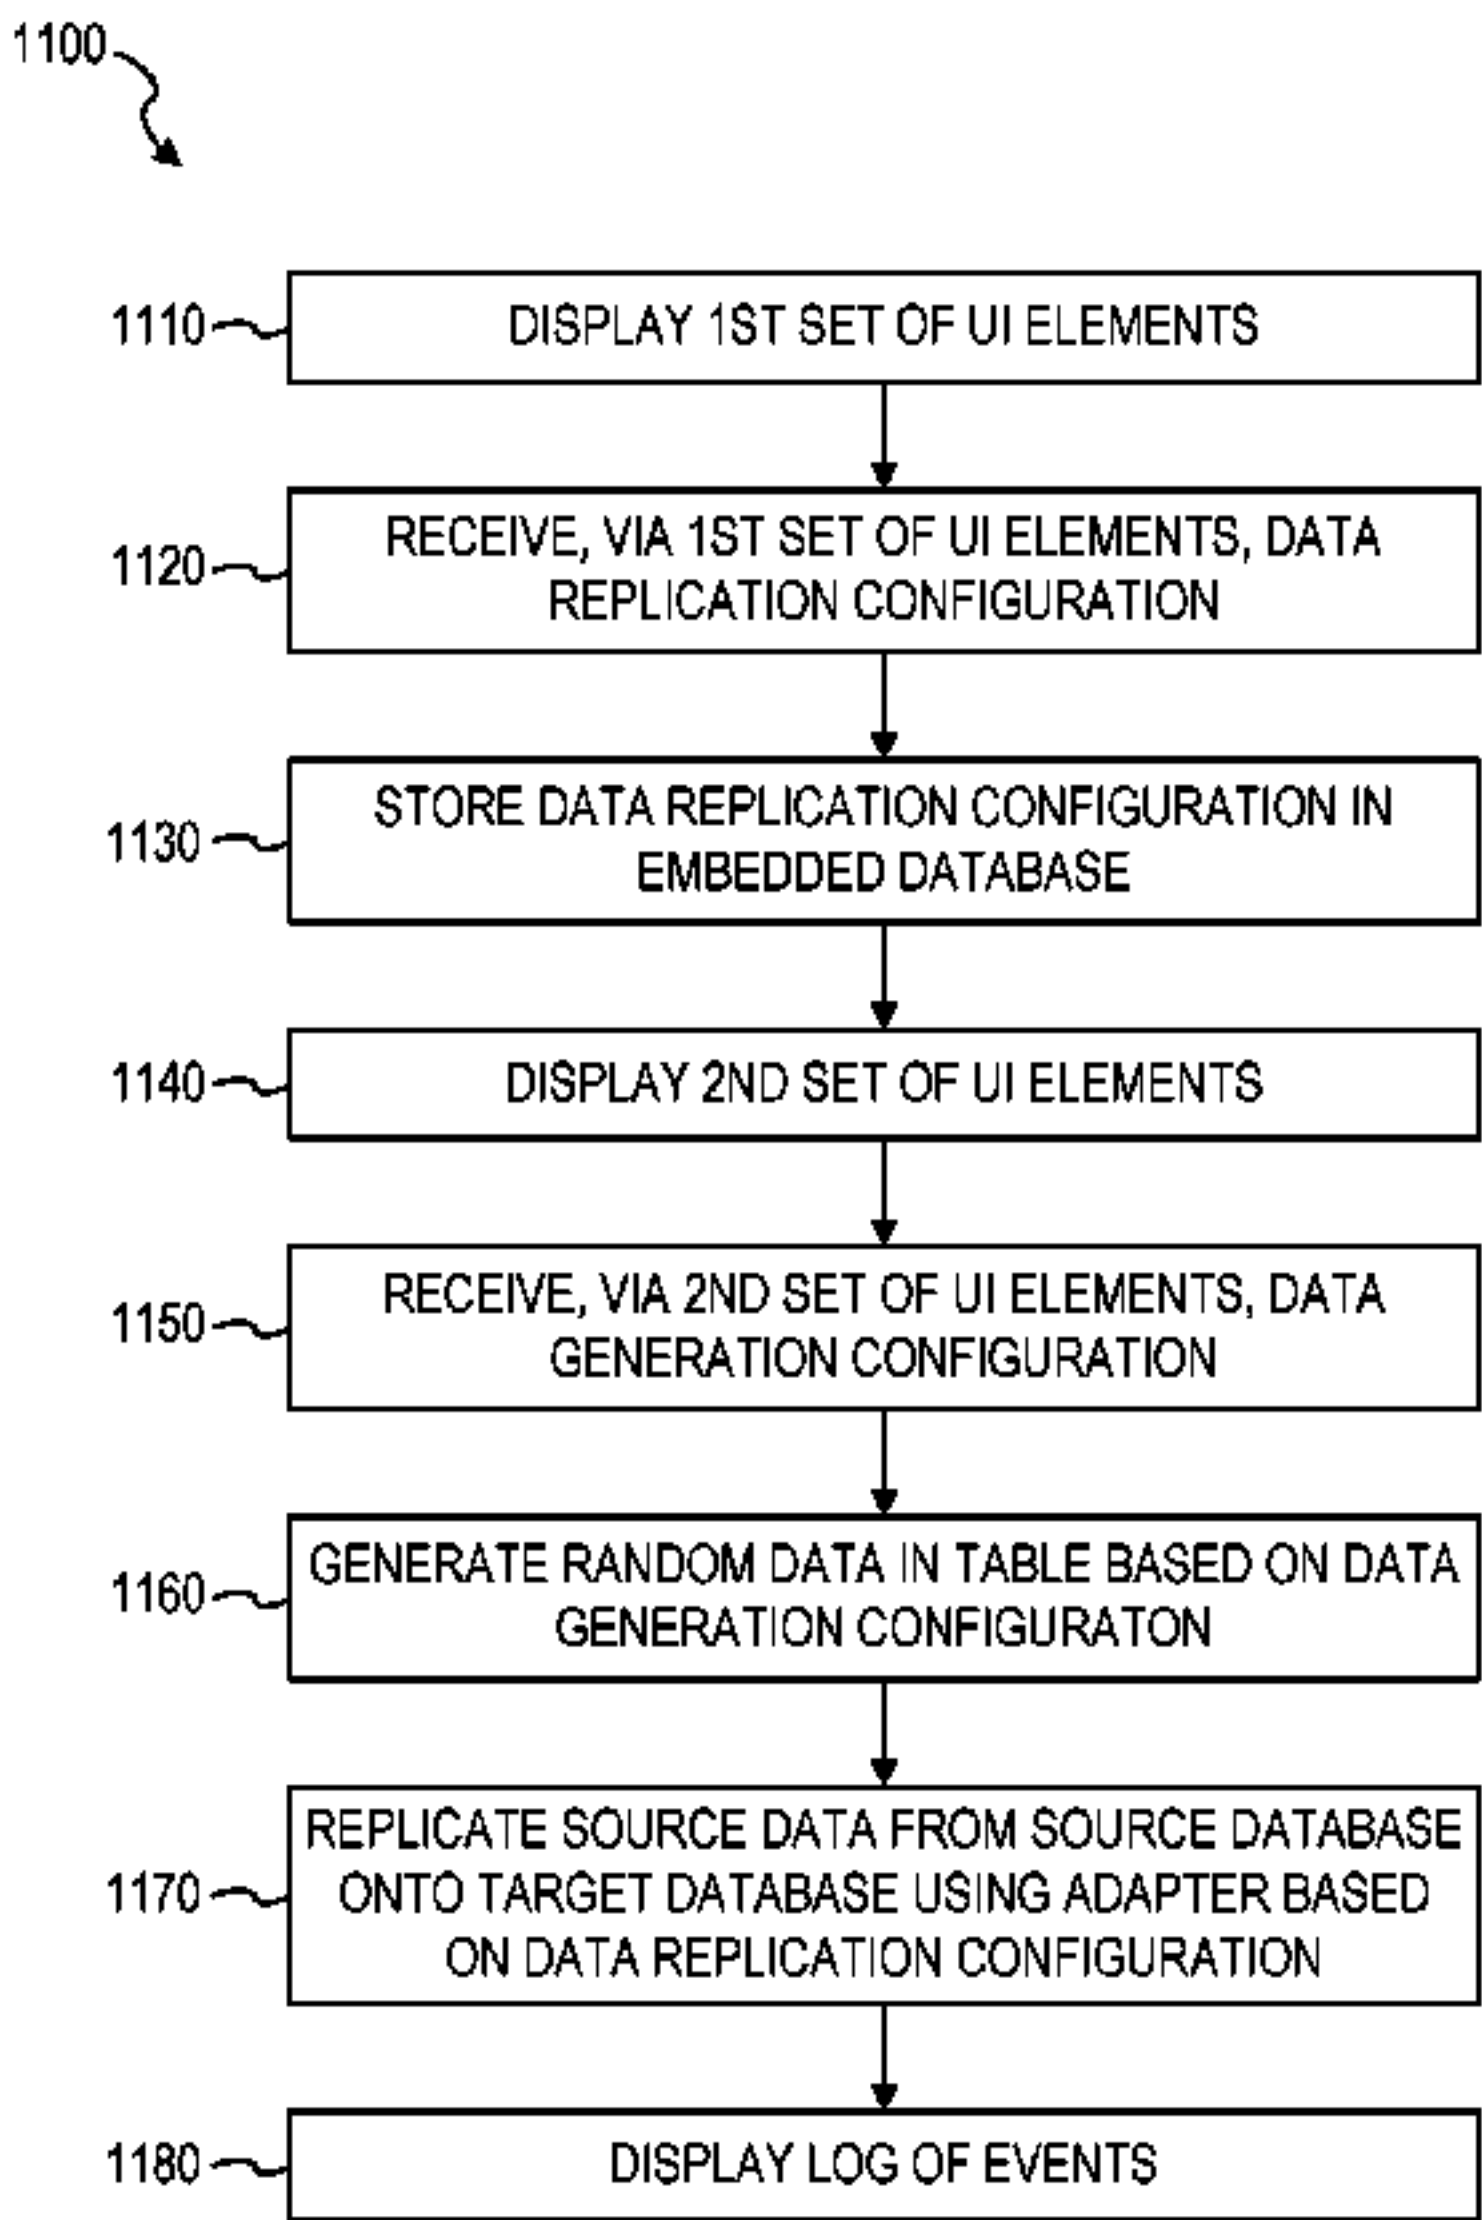 1100
1110
DISPLAY 1ST SET OF UI ELEMENTS
1120
RECEIVE, VIA 1ST SET OF UI ELEMENTS, DATA
REPLICATION CONFIGURATION
1130
STORE DATA REPLICATION CONFIGURATION IN
EMBEDDED DATABASE
1140
DISPLAY 2ND SET OF UI ELEMENTS
1150
RECEIVE, VIA 2ND SET OF UI ELEMENTS, DATA
GENERATION CONFIGURATION
1160
GENERATE RANDOM DATA IN TABLE BASED ON DATA
GENERATION CONFIGURATON
1170
REPLICATE SOURCE DATA FROM SOURCE DATABASE
ONTO TARGET DATABASE USING ADAPTER BASED
ON DATA REPLICATION CONFIGURATION
1180
DISPLAY LOG OF EVENTS